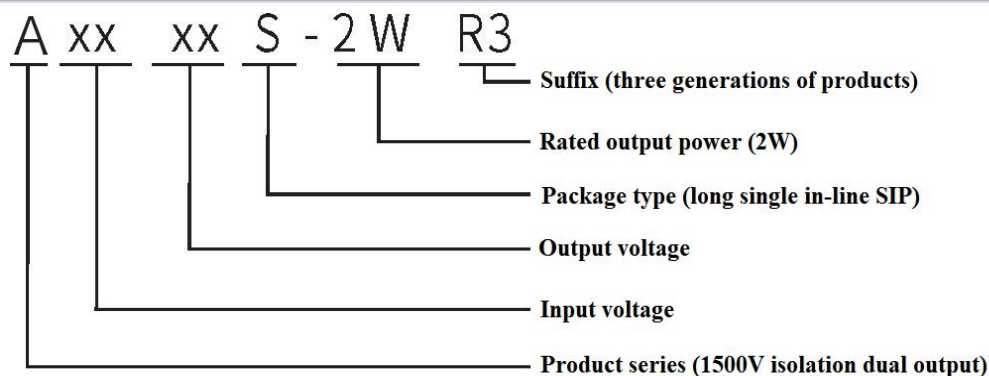 A xx xx S - 2 W R3
Suffix (three generations of products)
Rated output power (2W)
Package type (long single in-line SIP)
Output voltage
Input voltage
Product series (1500V isolation dual output)